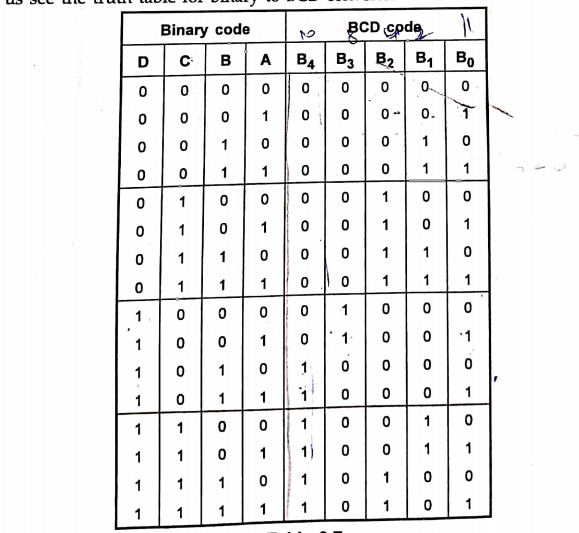 us see the truth table for binary to BCD
Binary code BCD code
D C B A B4 B3 B2 B1 B0
0 0 0 0 0 0 0 0 0
0 0 0 1 0 0 0 0 1
0 0 1 0 0 0 0 1 0
0 0 1 1 0 0 0 1 1
0 1 0 0 0 0 1 0 0
0 1 0 1 0 0 1 0 1
0 1 1 0 0 0 1 1 0
0 1 1 1 0 0 1 1 1
1 0 0 0 0 1 0 0 0
1 0 0 1 0 1 0 0 1
1 0 1 0 1 0 0 0 0
1 0 1 1 1 0 0 0 1
1 1 0 0 1 0 0 1 0
1 1 0 1 1 0 0 1 1
1 1 1 0 1 0 1 0 0
1 1 1 1 1 0 1 0 1